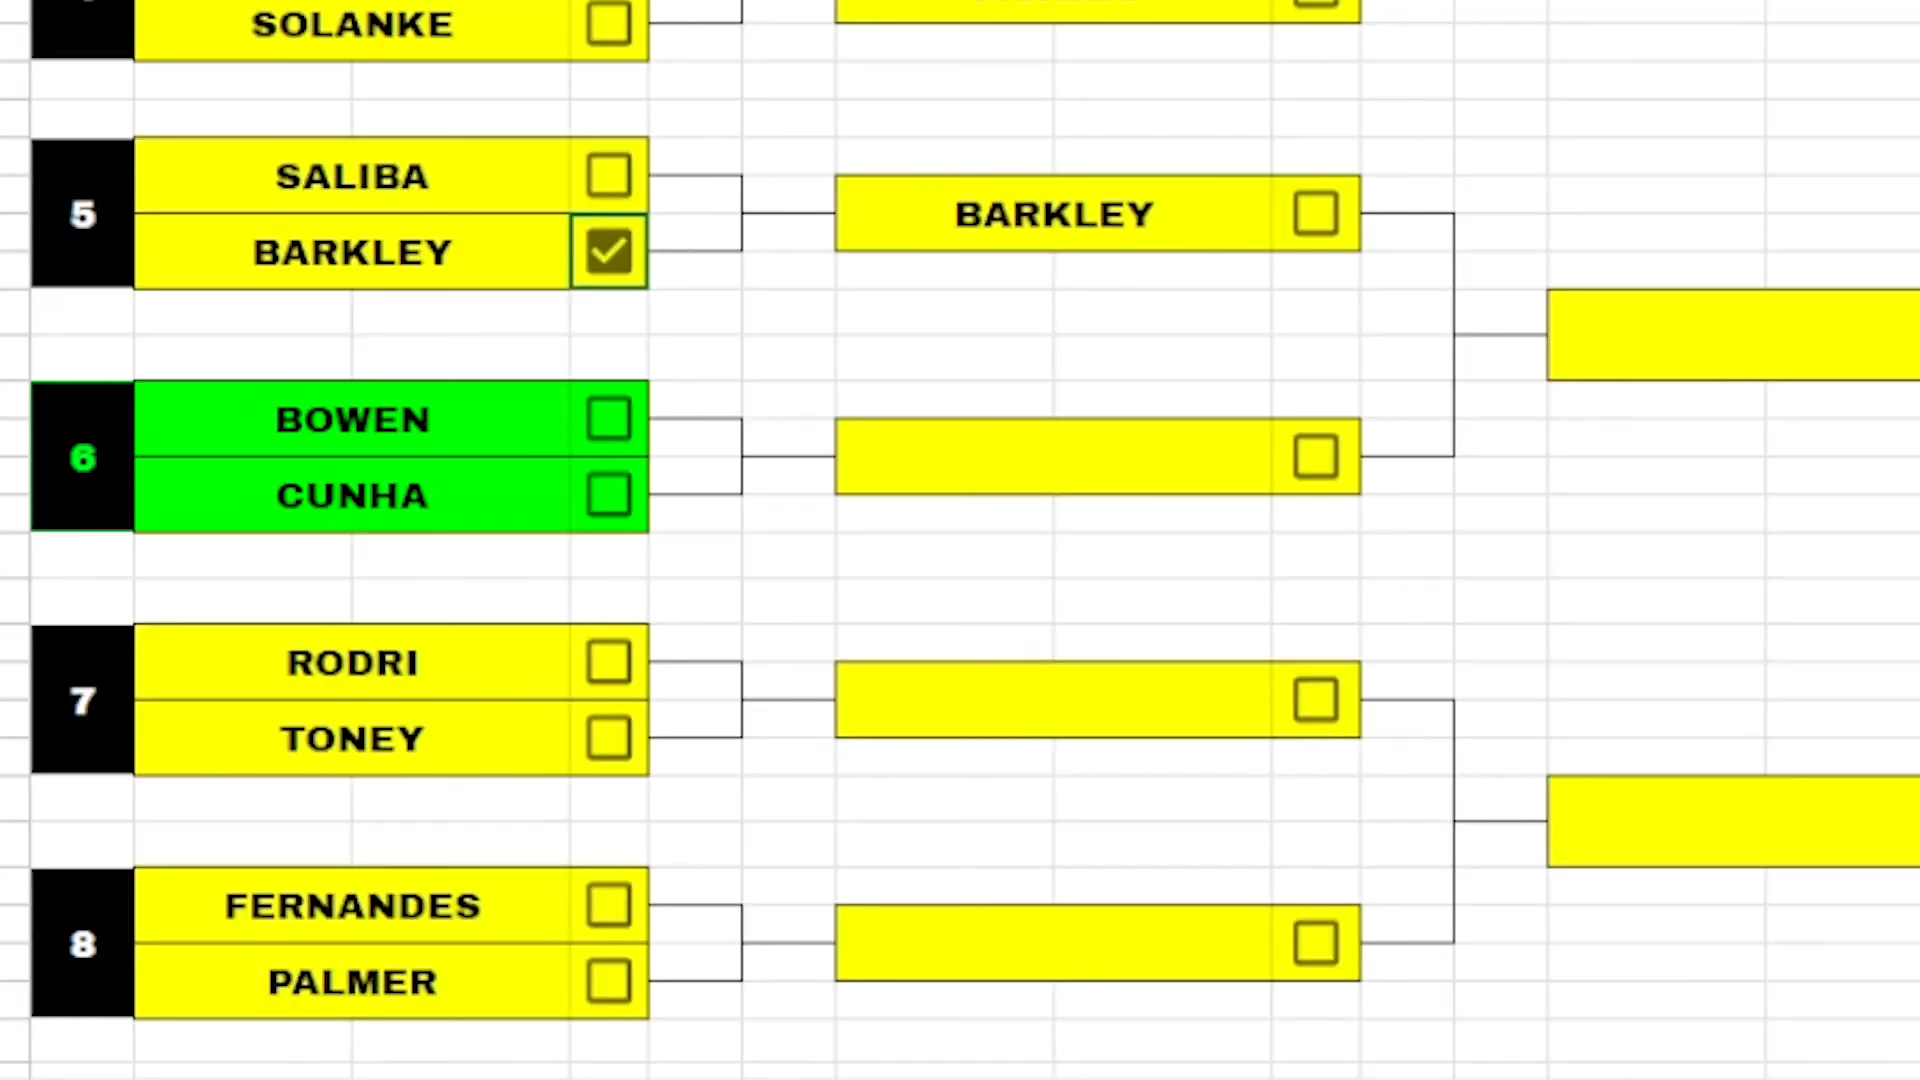 SOLANKE
5
SALIBA
BARKLEY
BARKLEY
6
BOWEN
CUNHA
7
RODRI
TONEY
8
FERNANDES
PALMER